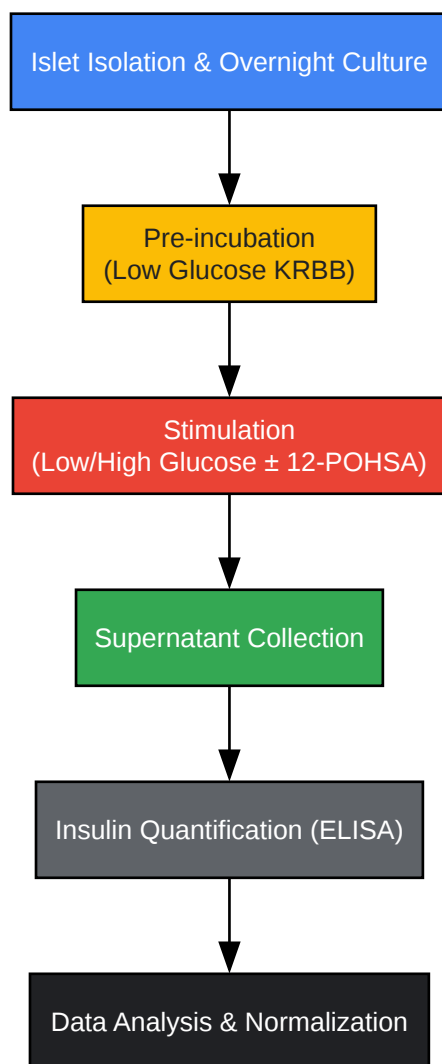 Islet Isolation & Overnight Culture
Pre-incubation
(Low Glucose KRBB)
Stimulation
(Low/High Glucose ± 12-POHSA)
Supernatant Collection
Insulin Quantification (ELISA)
Data Analysis & Normalization